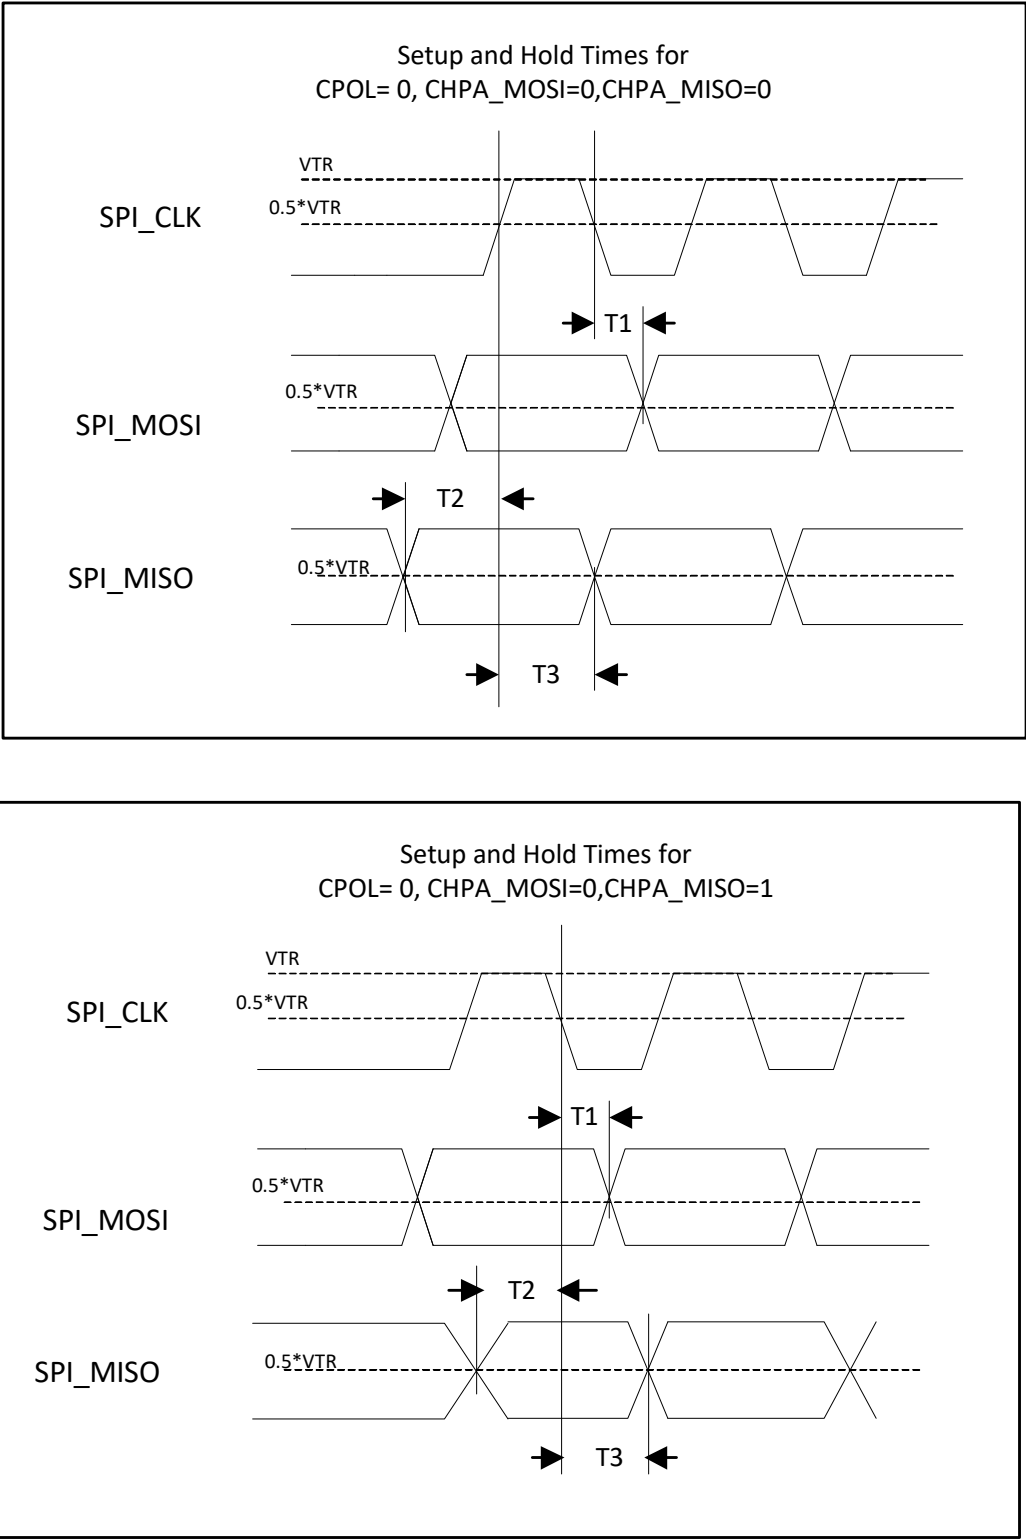 Setup and Hold Times for
CPOL= 0, CHPA_MOSI=0,CHPA_MISO=0
VTR
SPI_CLK
0.5*VTR
T1
0.5*VTR
SPI_MOSI
T2
SPI_MISO
0.5*VTR
T3
Setup and Hold Times for
CPOL= 0, CHPA_MOSI=0,CHPA_MISO=1
VTR
SPI_CLK
0.5*VTR
T1
0.5*VTR
SPI_MOSI
T2
SPI_MISO
0.5*VTR
T3